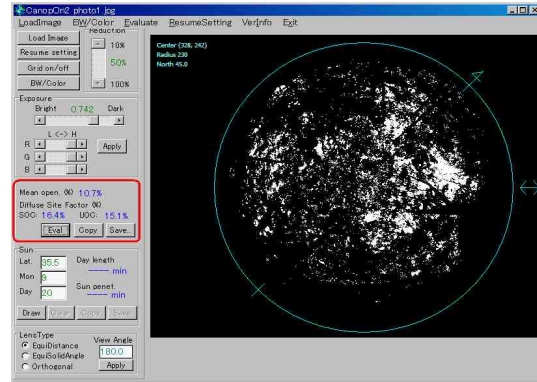 CanopOn2 photo1.jpg
LoadImage BW/Color Evaluate ResumeSetting VerInfo Exit
Load Image
Resume setting
Grid on/off
BW/Color
Reduction
10%
50%
100%
Center (328, 242)
Radius 230
North 45.0
Exposure
Bright 0.742 Dark
L <-> H
R
G
B
Apply
Mean open. (%) 10.7%
Diffuse Site Factor (%)
SOC: 16.4% UOC: 15.1%
Eval Copy Save..
Sun
Lat. 35.5 Day length
---- min
Mon 9
Day 20 Sun penet.
---- min
Draw Clear Copy Save
LensType
EquiDistance
EquiSolidAngle
Orthogonal
View Angle
180.0
Apply